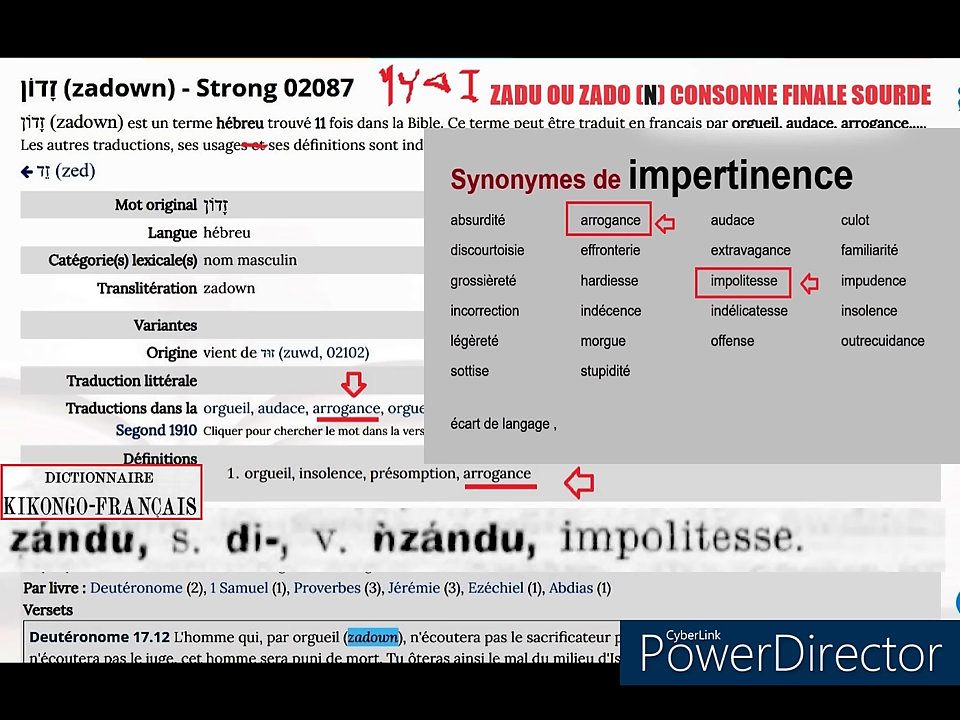 זָדוֹן (zadown) - Strong 02087
ZADU OU ZADO (N) CONSONNE FINALE SOURDE
זָדוֹן (zadown) est un terme hébreu trouvé 11 fois dans la Bible. Ce terme peut être traduit en français par orgueil, audace, arrogance.....
Les autres traductions, ses usages et ses définitions sont ind
זֵד (zed)
Mot original זָדוֹן
Langue hébreu
Catégorie(s) lexicale(s) nom masculin
Translitération zadown
Variantes
Origine vient de זוד (zuwd, 02102)
Traduction littérale
Traductions dans la orgueil, audace, arrogance, orgue
Segond 1910 Cliquer pour chercher le mot dans la vers
Définitions
1. orgueil, insolence, présomption, arrogance
Synonymes de impertinence
absurdité arrogance audace culot
discourtoisie effronterie extravagance familiarité
grossièreté hardiesse impolitesse impudence
incorrection indécence indélicatesse insolence
légèreté morgue offense outrecuidance
sottise stupidité
écart de langage ,
DICTIONNAIRE
KIKONGO-FRANÇAIS
zándu, s. di-, v. ǹzándu, impolitesse.
Par livre : Deutéronome (2), 1 Samuel (1), Proverbes (3), Jérémie (3), Ezéchiel (1), Abdias (1)
Versets
Deutéronome 17.12 L'homme qui, par orgueil (zadown), n'écoutera pas le sacrificateur
n'écoutera pas le juge, cet homme sera puni de mort. Tu ôteras ainsi le mal du milieu d'Is
CyberLink
PowerDirector